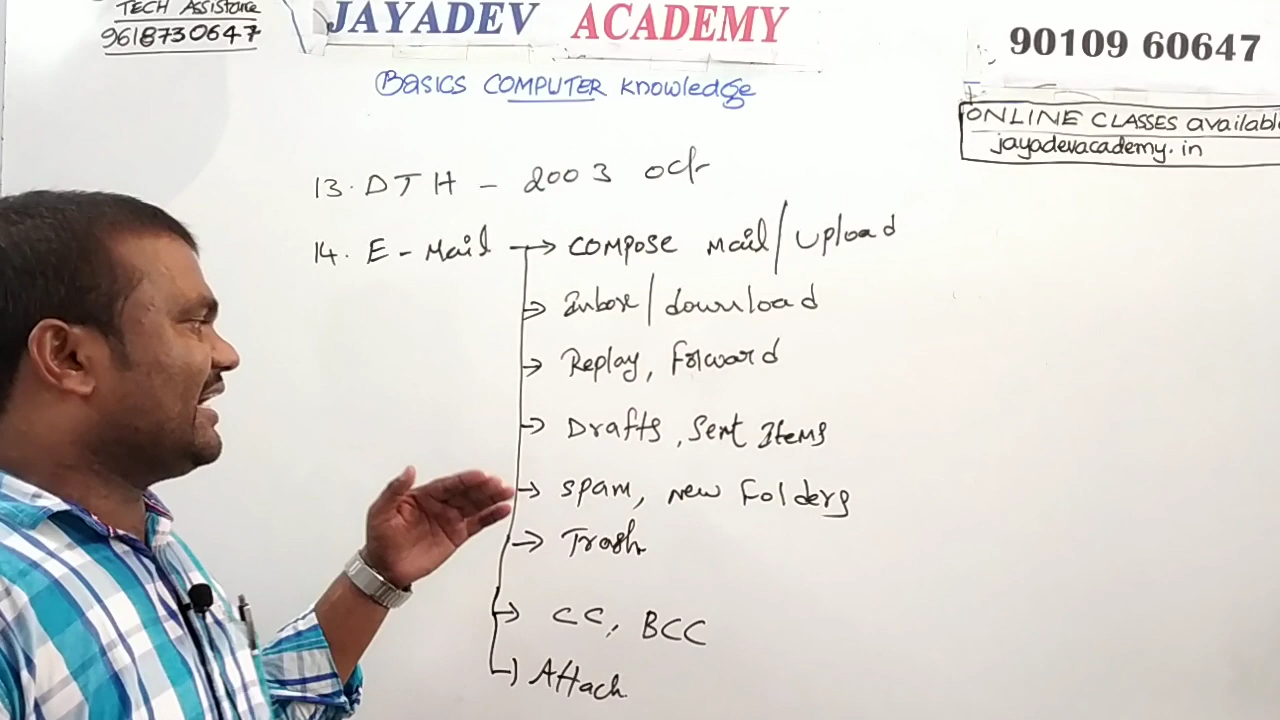 TECH Assistance
9618730647
JAYADEV ACADEMY
90109 60647
Basics COMPUTER Knowledge
ONLINE CLASSES available
jayadevacademy.in
13. DTH - 2003 oct
14. E-Mail → COMPOSE Mail/Upload
→ Inbox/download
→ Replay, Forward
→ Drafts, Sent Items
→ Spam, New Folders
→ Trash
→ CC, BCC
→ Attach